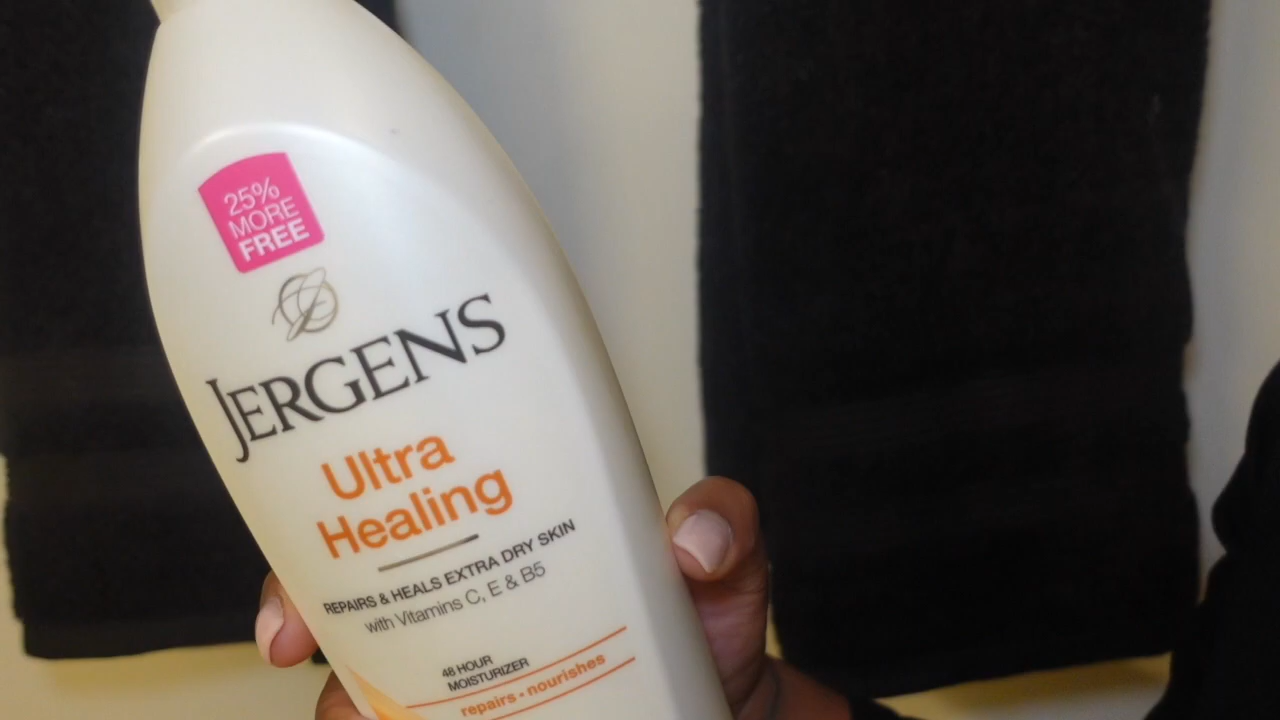 25%
MORE
FREE
JERGENS
Ultra
Healing
REPAIRS & HEALS EXTRA DRY SKIN
with Vitamins C, E & B5
48 HOUR
MOISTURIZER
repairs • nourishes